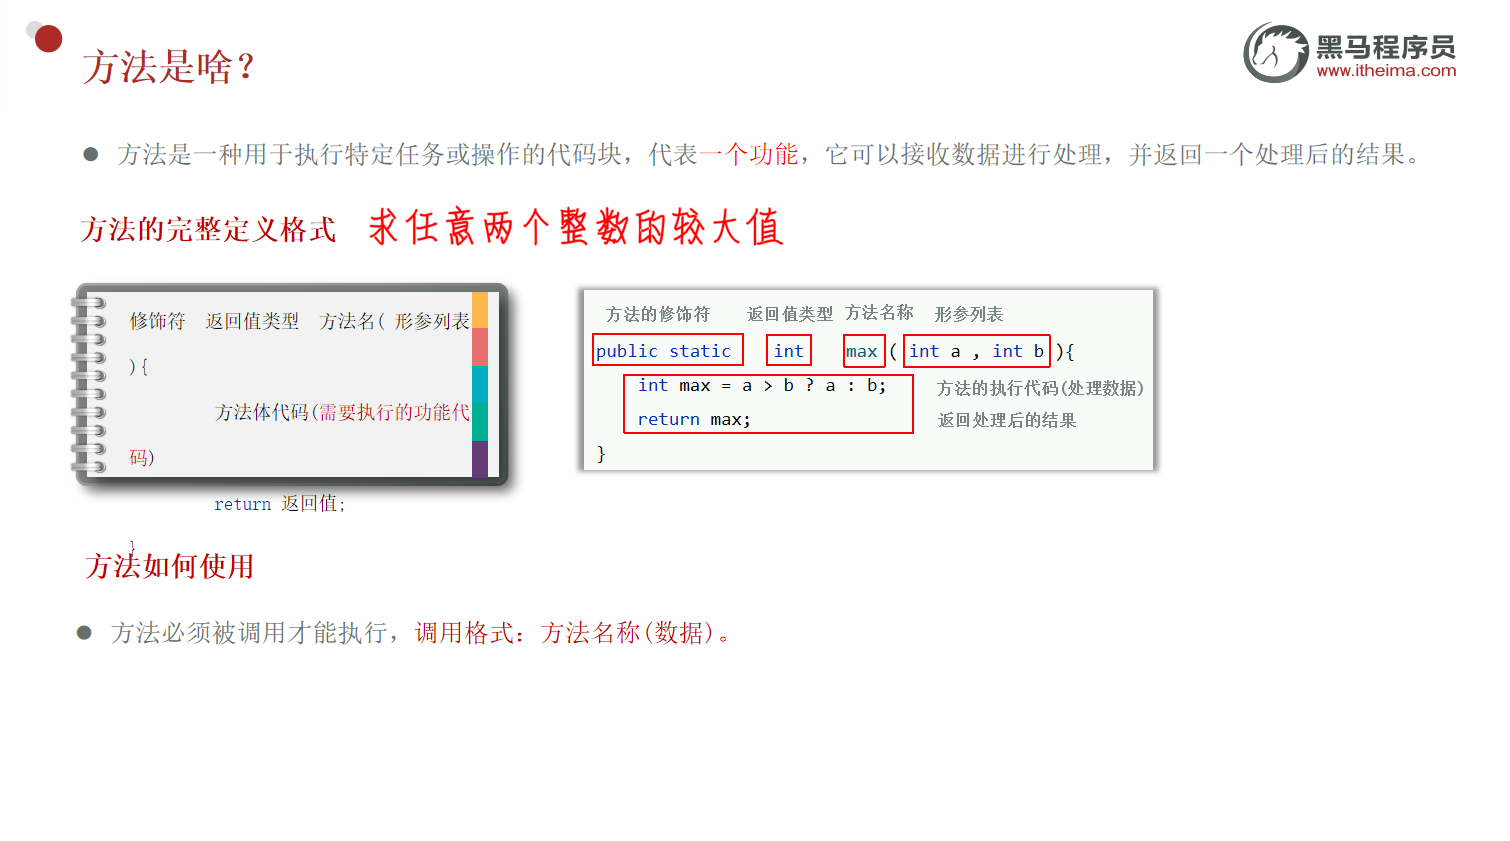 方法是啥？
黑马程序员
www.itheima.com
方法是一种用于执行特定任务或操作的代码块，代表一个功能，它可以接收数据进行处理，并返回一个处理后的结果。
方法的完整定义格式 求任意两个整数的较大值
修饰符 返回值类型 方法名( 形参列表
){
方法体代码(需要执行的功能代
码)
return 返回值;
}
方法的修饰符 返回值类型 方法名称 形参列表
public static int max ( int a , int b ){
int max = a > b ? a : b; 方法的执行代码(处理数据)
return max; 返回处理后的结果
}
方法如何使用
方法必须被调用才能执行，调用格式：方法名称(数据)。